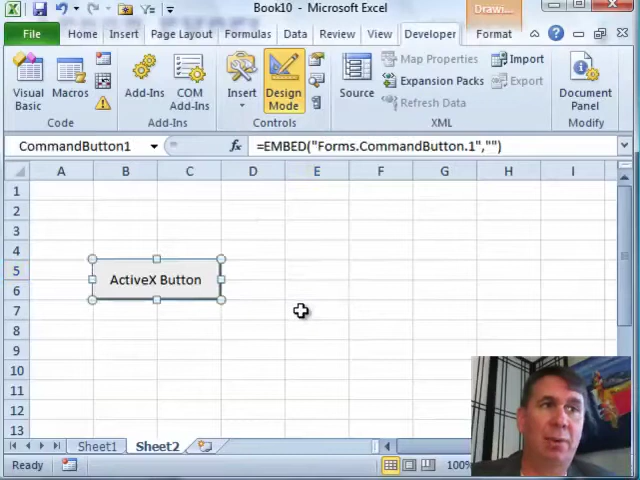 Book10 - Microsoft Excel
Drawi...
File Home Insert Page Layout Formulas Data Review View Developer Format
Visual Basic
Macros
Code
Add-Ins
COM Add-Ins
Add-Ins
Insert
Design Mode
Controls
Source
Map Properties
Expansion Packs
Refresh Data
Import
Export
XML
Document Panel
Modify
CommandButton1 fx =EMBED("Forms.CommandButton.1","")
A B C D E F G H I
1
2
3
4
5
6
7
8
9
10
11
12
13
ActiveX Button
Sheet1 Sheet2
Ready 100%